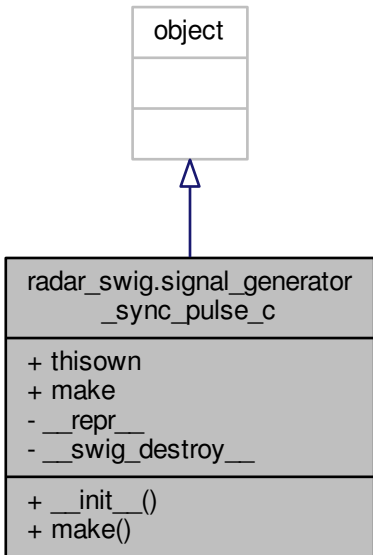 object
radar_swig.signal_generator
_sync_pulse_c
+ thisown
+ make
- __repr__
- __swig_destroy__
+ __init__()
+ make()